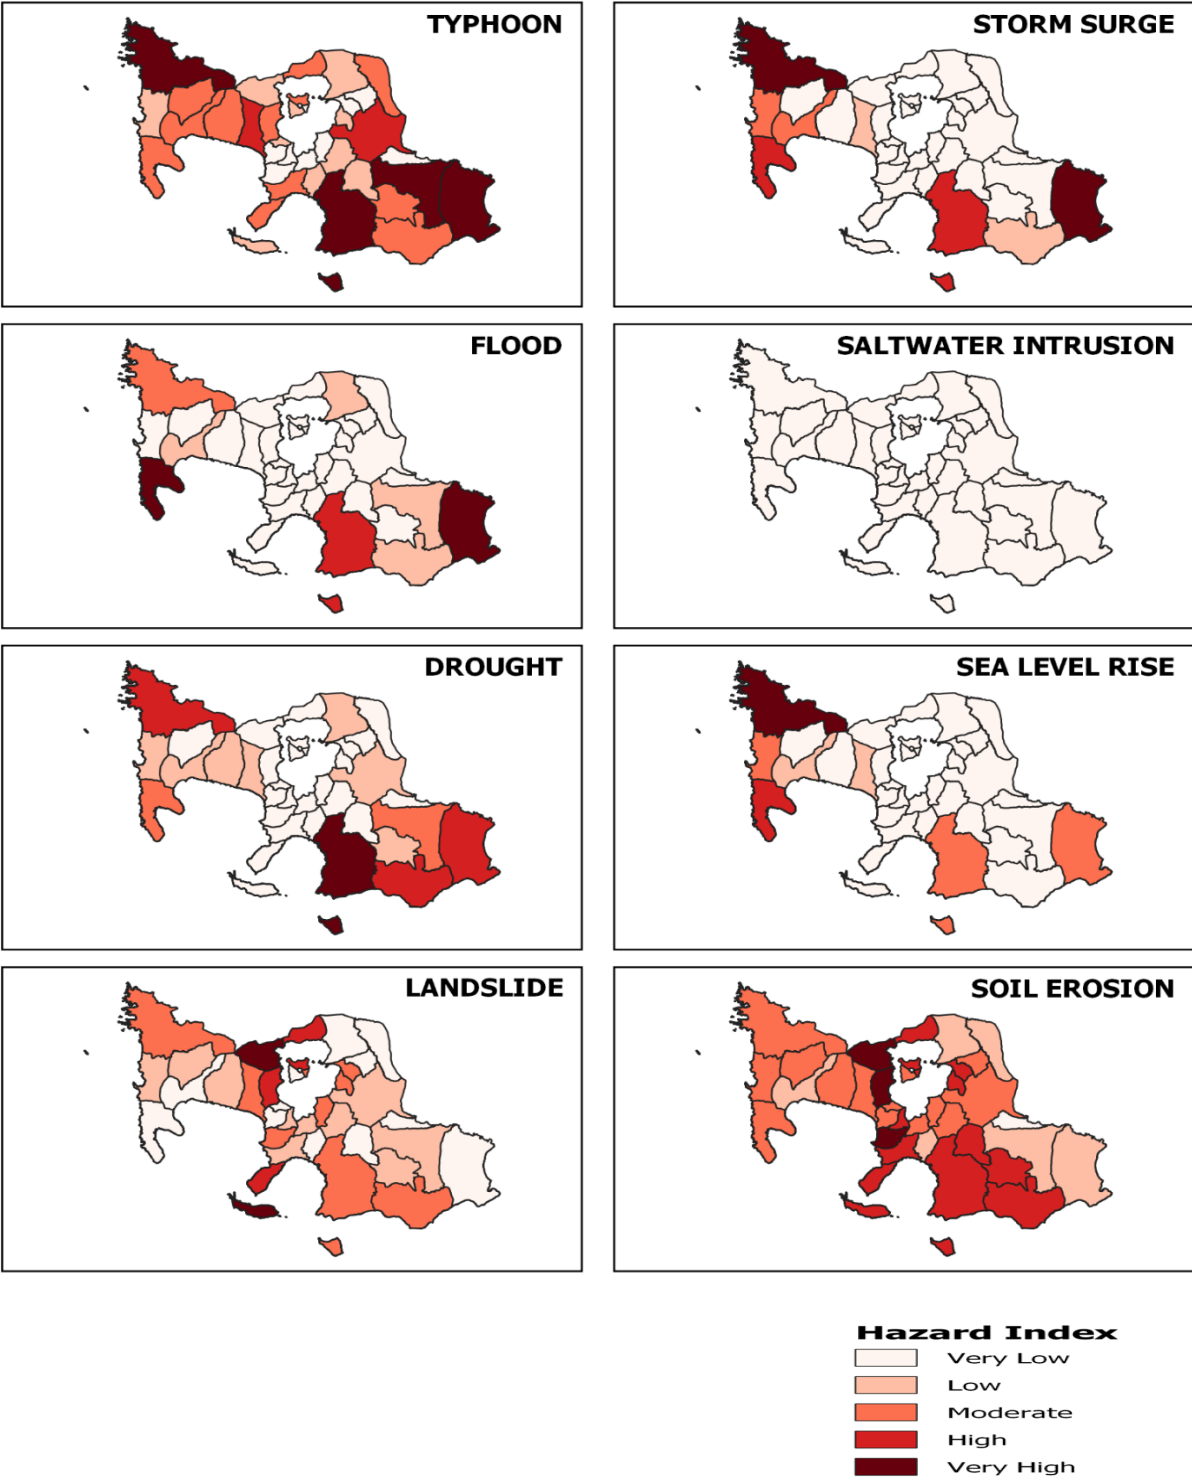 TYPHOON
STORM SURGE
FLOOD
SALTWATER INTRUSION
DROUGHT
SEA LEVEL RISE
LANDSLIDE
SOIL EROSION
Hazard Index
Very Low
Low
Moderate
High
Very High